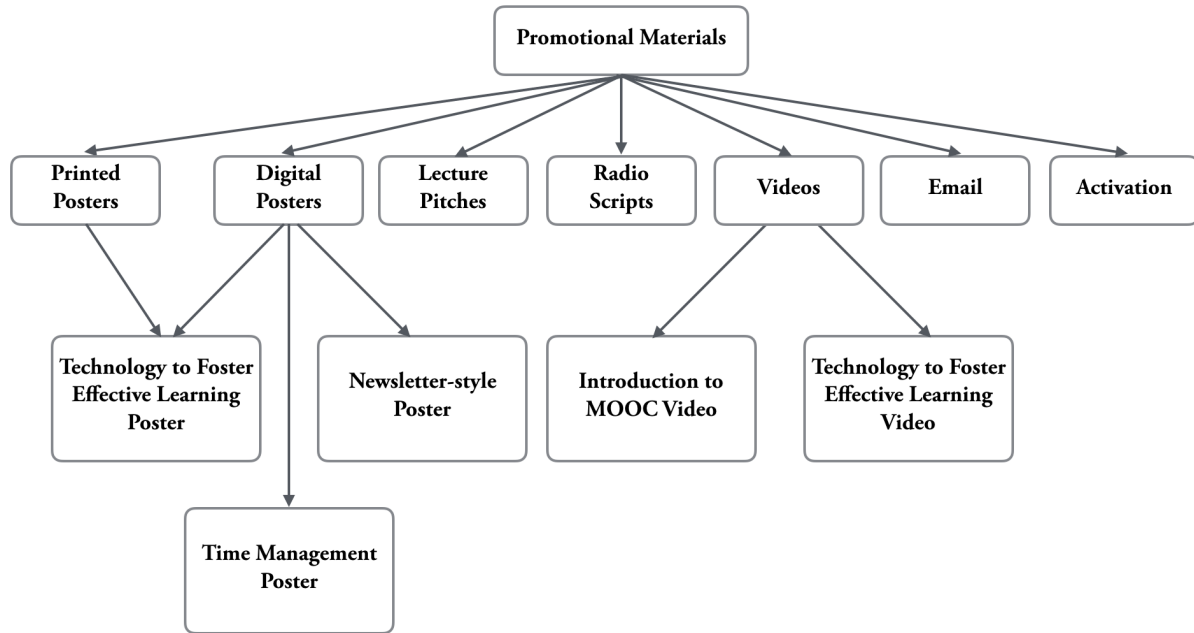 Promotional Materials
Printed
Posters
Digital
Posters
Lecture
Pitches
Radio
Scripts
Videos
Email
Activation
Technology to Foster
Effective Learning
Poster
Newsletter-style
Poster
Introduction to
MOOC Video
Technology to Foster
Effective Learning
Video
Time Management
Poster